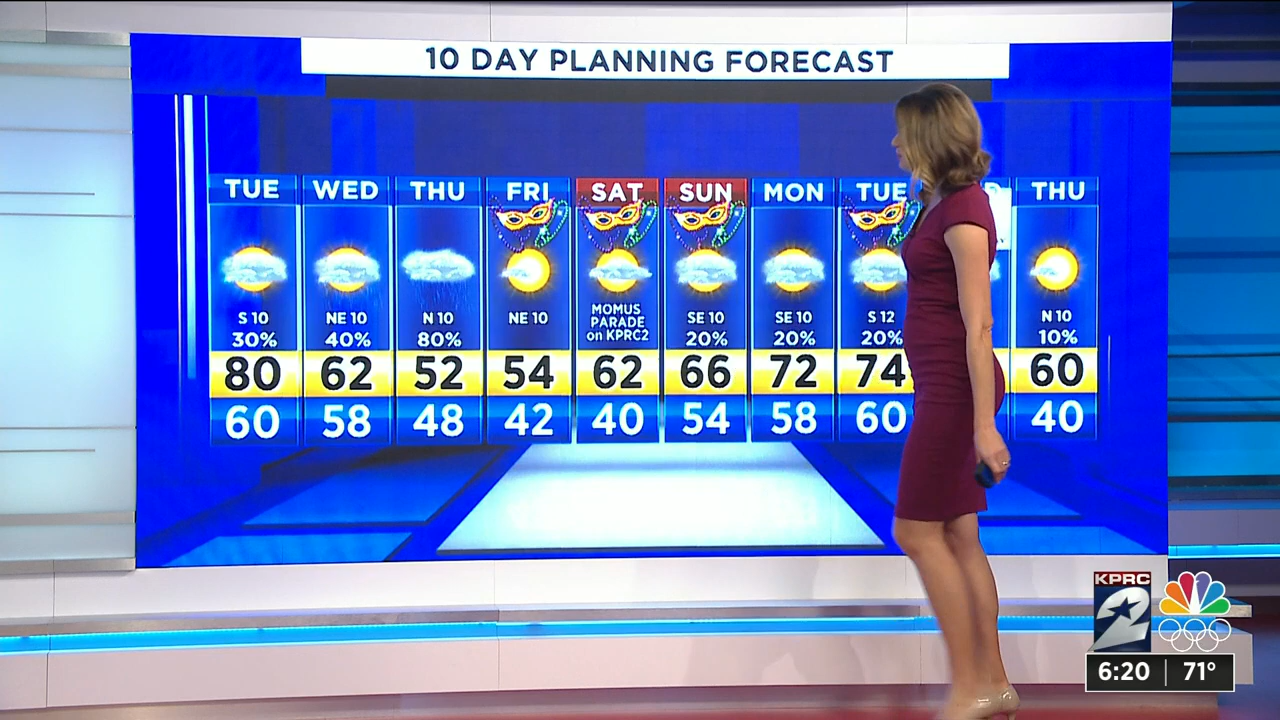 10 DAY PLANNING FORECAST
TUE WED THU FRI SAT SUN MON TUE THU
MOMUS
PARADE
on KPRC2
S 10 NE 10 N 10 NE 10 SE 10 SE 10 S 12 N 10
30% 40% 80% 20% 20% 20% 10%
80 62 52 54 62 66 72 74 60
60 58 48 42 40 54 58 60 40
KPRC
2
6:20 71°